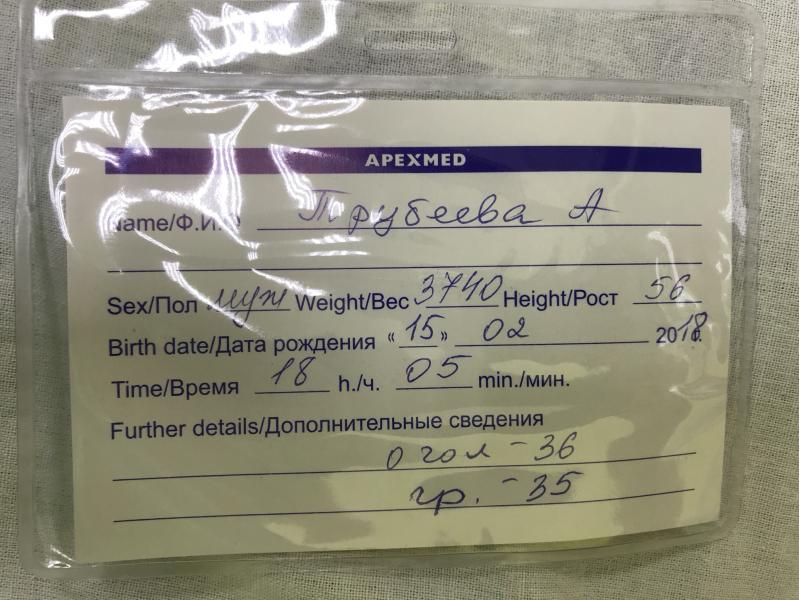 APEXMED
Name/Ф.И.О Трубеева А
Sex/Пол муж Weight/Вес 3740 Height/Рост 56
Birth date/Дата рождения «15» 02 2018г.
Time/Время 18 h./ч. 05 min./мин.
Further details/Дополнительные сведения
о гол - 36
гр. - 35